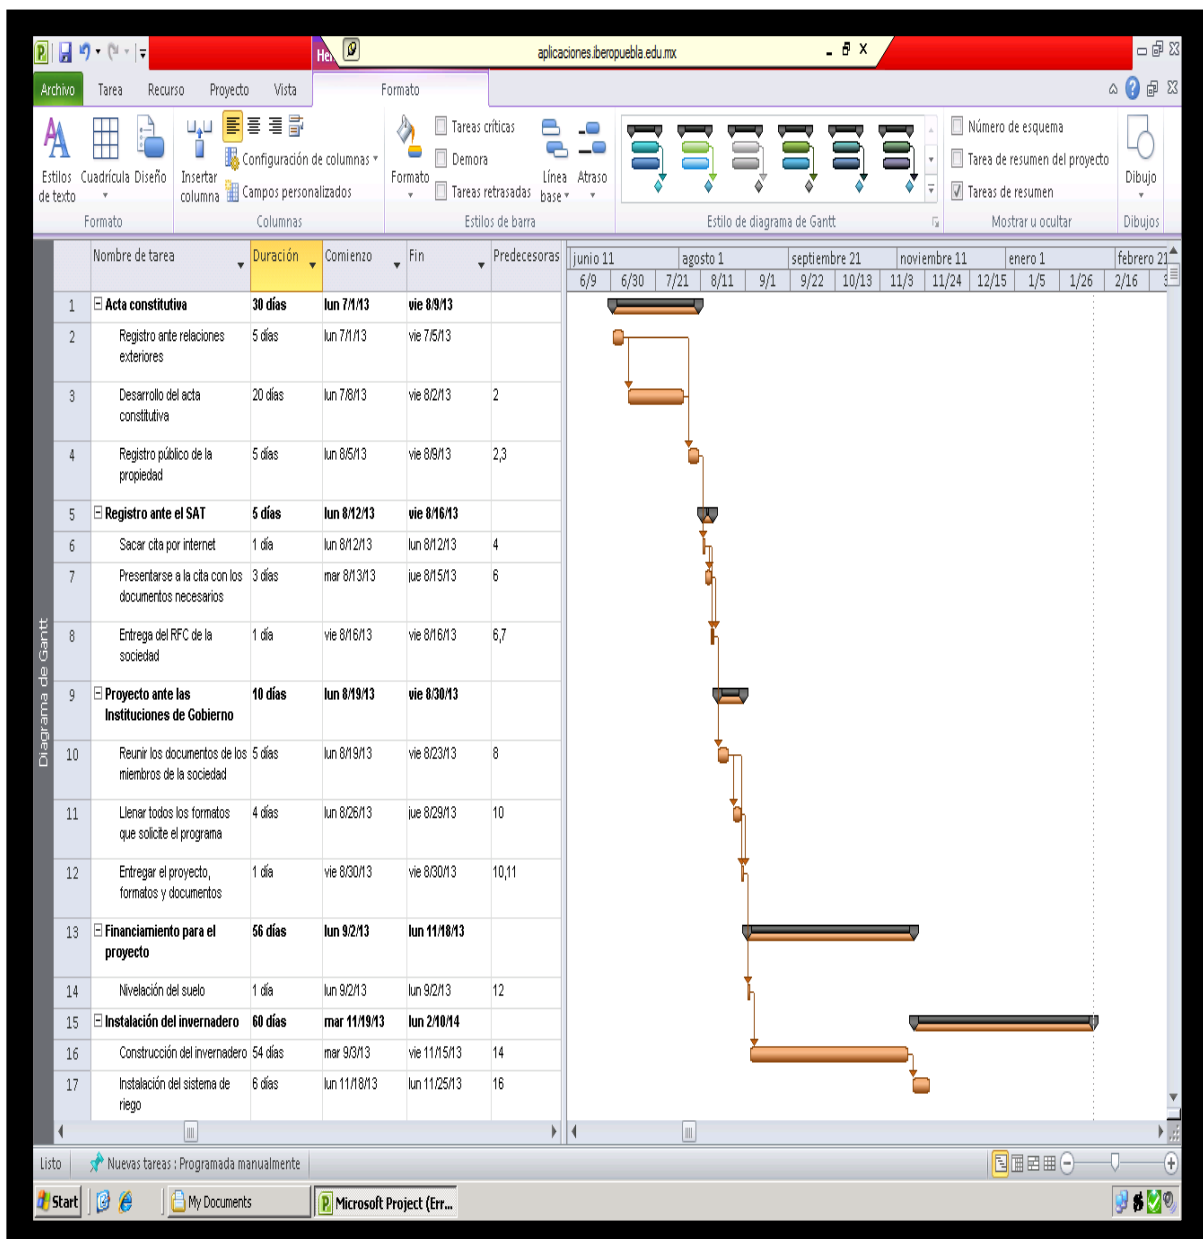 Her
aplicaciones.iberopuebla.edu.mx
Archivo Tarea Recurso Proyecto Vista Formato
Estilos de texto
Cuadrícula
Diseño
Formato
Insertar columna
Configuración de columnas
Campos personalizados
Columnas
Formato
Tareas críticas
Demora
Tareas retrasadas
Línea base
Atraso
Estilos de barra
Estilo de diagrama de Gantt
Número de esquema
Tarea de resumen del proyecto
Tareas de resumen
Mostrar u ocultar
Dibujo
Dibujos
Nombre de tarea Duración Comienzo Fin Predecesoras
junio 11 agosto 1 septiembre 21 noviembre 11 enero 1 febrero 21
6/9 6/30 7/21 8/11 9/1 9/22 10/13 11/3 11/24 12/15 1/5 1/26 2/16
Diagrama de Gantt
1 Acta constitutiva 30 días lun 7/1/13 vie 8/9/13
2 Registro ante relaciones 5 días lun 7/1/13 vie 7/5/13
exteriores
3 Desarrollo del acta 20 días lun 7/8/13 vie 8/2/13 2
constitutiva
4 Registro público de la 5 días lun 8/5/13 vie 8/9/13 2,3
propiedad
5 Registro ante el SAT 5 días lun 8/12/13 vie 8/16/13
6 Sacar cita por internet 1 día lun 8/12/13 lun 8/12/13 4
7 Presentarse a la cita con los 3 días mar 8/13/13 jue 8/15/13 6
documentos necesarios
8 Entrega del RFC de la 1 día vie 8/16/13 vie 8/16/13 6,7
sociedad
9 Proyecto ante las 10 días lun 8/19/13 vie 8/30/13
Instituciones de Gobierno
10 Reunir los documentos de los 5 días lun 8/19/13 vie 8/23/13 8
miembros de la sociedad
11 Llenar todos los formatos 4 días lun 8/26/13 jue 8/29/13 10
que solicite el programa
12 Entregar el proyecto, 1 día vie 8/30/13 vie 8/30/13 10,11
formatos y documentos
13 Financiamiento para el 56 días lun 9/2/13 lun 11/18/13
proyecto
14 Nivelación del suelo 1 día lun 9/2/13 lun 9/2/13 12
15 Instalación del invernadero 60 días mar 11/19/13 lun 2/10/14
16 Construcción del invernadero 54 días mar 9/3/13 vie 11/15/13 14
17 Instalación del sistema de 6 días lun 11/18/13 lun 11/25/13 16
riego
Listo Nuevas tareas : Programada manualmente
Start My Documents Microsoft Project (Err...